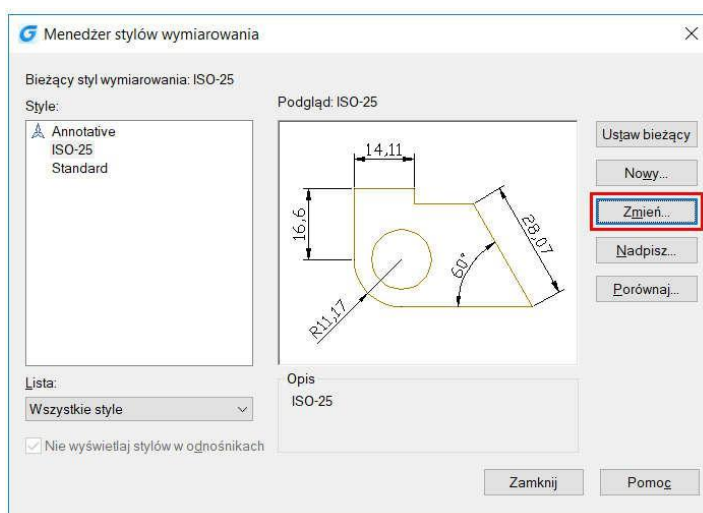 Menedżer stylów wymiarowania
Bieżący styl wymiarowania: ISO-25
Style:
Podgląd: ISO-25
Annotative
ISO-25
Standard
14,11
16,6
28,07
60°
R11,17
Ustaw bieżący
Nowy...
Zmień...
Nadpisz...
Porównaj...
Lista:
Wszystkie style
Opis
ISO-25
Nie wyświetlaj stylów w odnośnikach
Zamknij
Pomoc